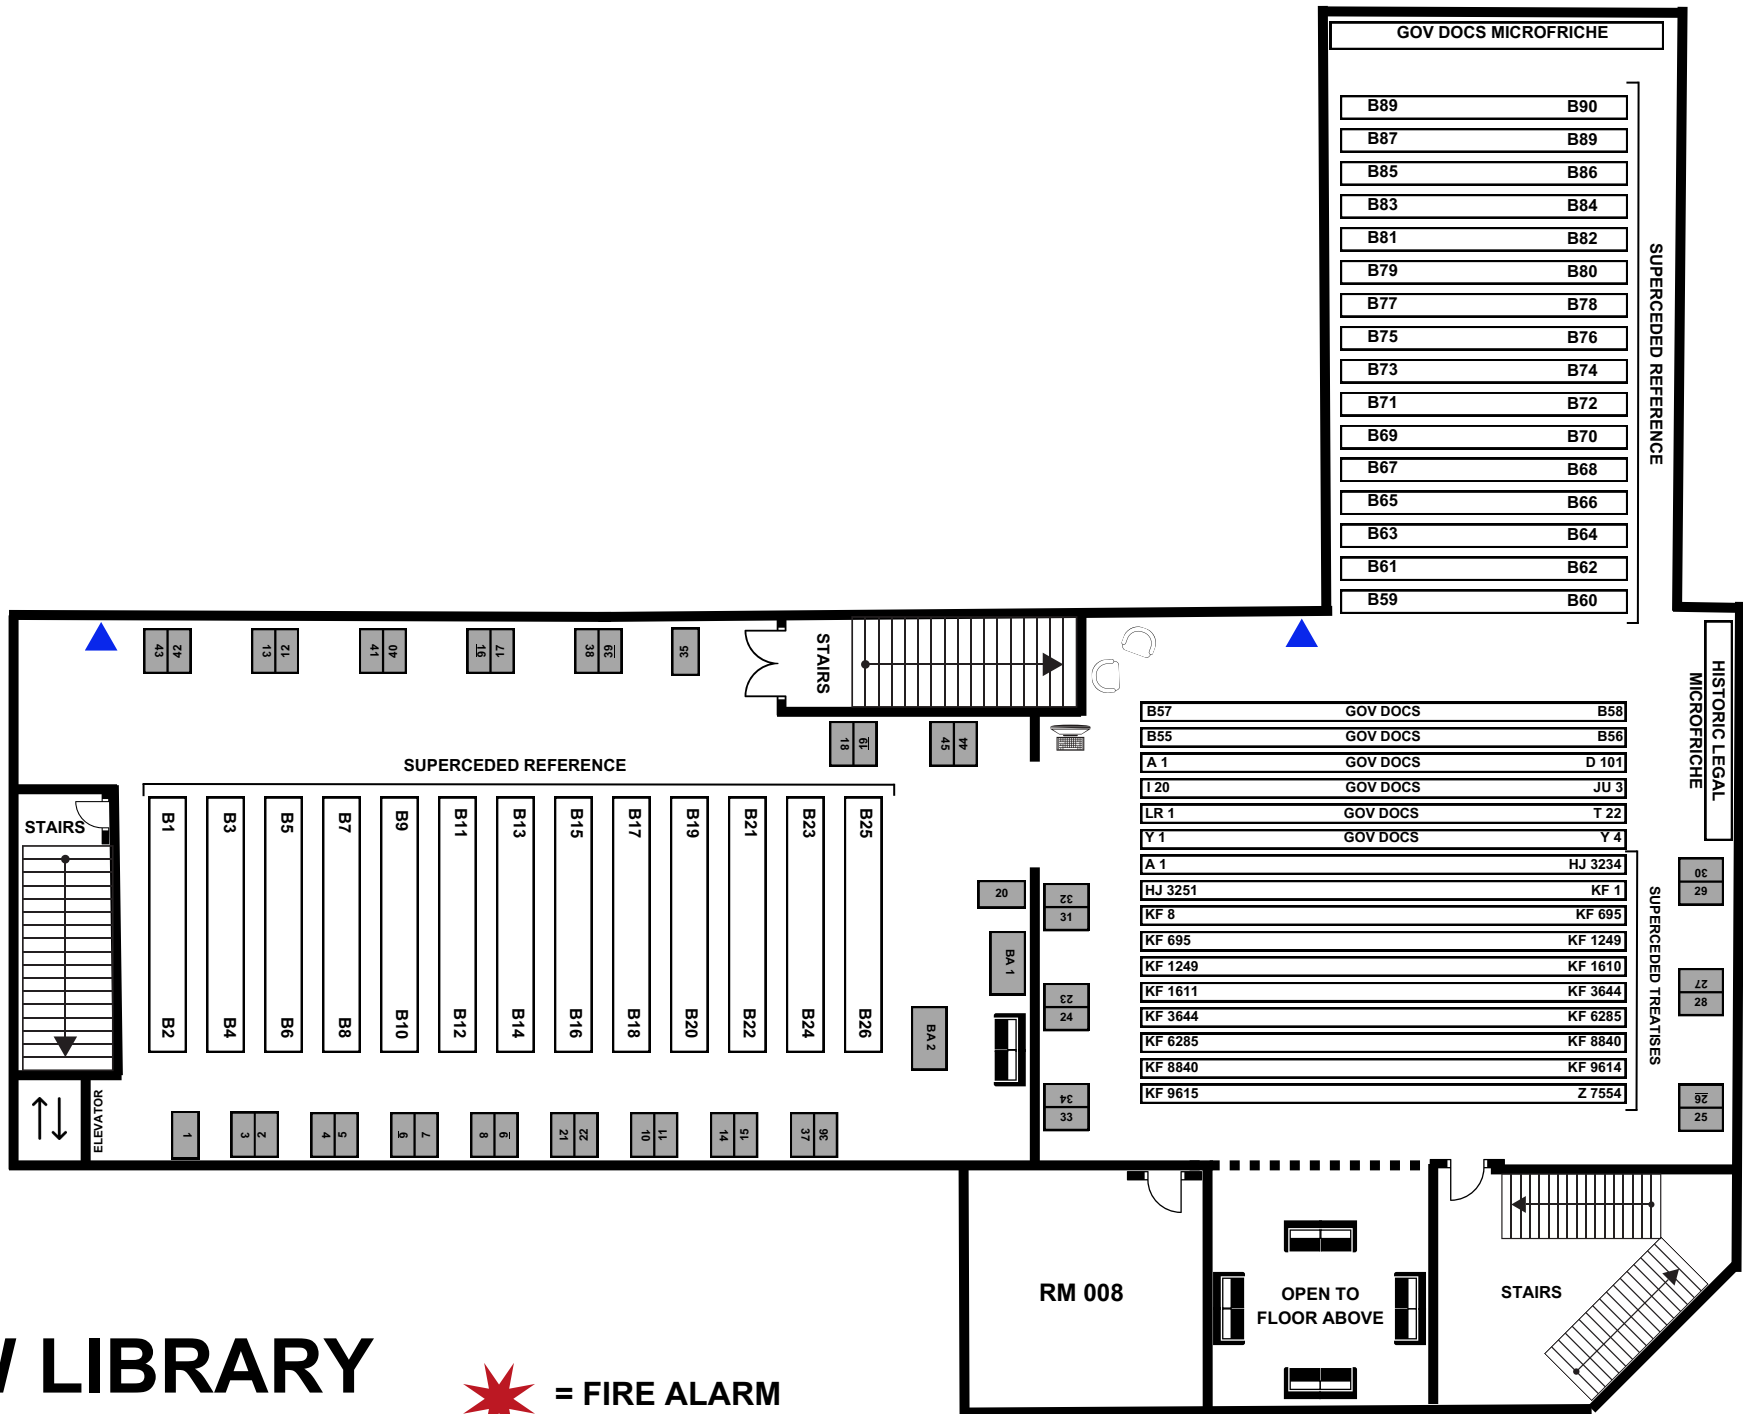 GOV DOCS MICROFRICHE
B89 B90
B87 B89
B85 B86
B83 B84
B81 B82
B79 B80
B77 B78
B75 B76
B73 B74
B71 B72
B69 B70
B67 B68
B65 B66
B63 B64
B61 B62
B59 B60
SUPERCEDED REFERENCE
43 42
13 12
41 40
16 17
38 39
35
STAIRS
18 19
45 44
HISTORIC LEGAL
MICROFRICHE
B57 GOV DOCS B58
B55 GOV DOCS B56
A 1 GOV DOCS D 101
I 20 GOV DOCS JU 3
LR 1 GOV DOCS T 22
Y 1 GOV DOCS Y 4
A 1 HJ 3234
HJ 3251 KF 1
KF 8 KF 695
KF 695 KF 1249
KF 1249 KF 1610
KF 1611 KF 3644
KF 3644 KF 6285
KF 6285 KF 8840
KF 8840 KF 9614
KF 9615 Z 7554
SUPERCEDED TREATISES
30
29
27
28
26
25
SUPERCEDED REFERENCE
STAIRS
B1 B3 B5 B7 B9 B11 B13 B15 B17 B19 B21 B23 B25
B2 B4 B6 B8 B10 B12 B14 B16 B18 B20 B22 B24 B26
20
BA 1
BA 2
32
31
23
24
34
33
ELEVATOR
1
3 2
4 5
6 7
8 9
21 22
10 11
14 15
37 36
RM 008
OPEN TO
FLOOR ABOVE
STAIRS
LIBRARY
= FIRE ALARM